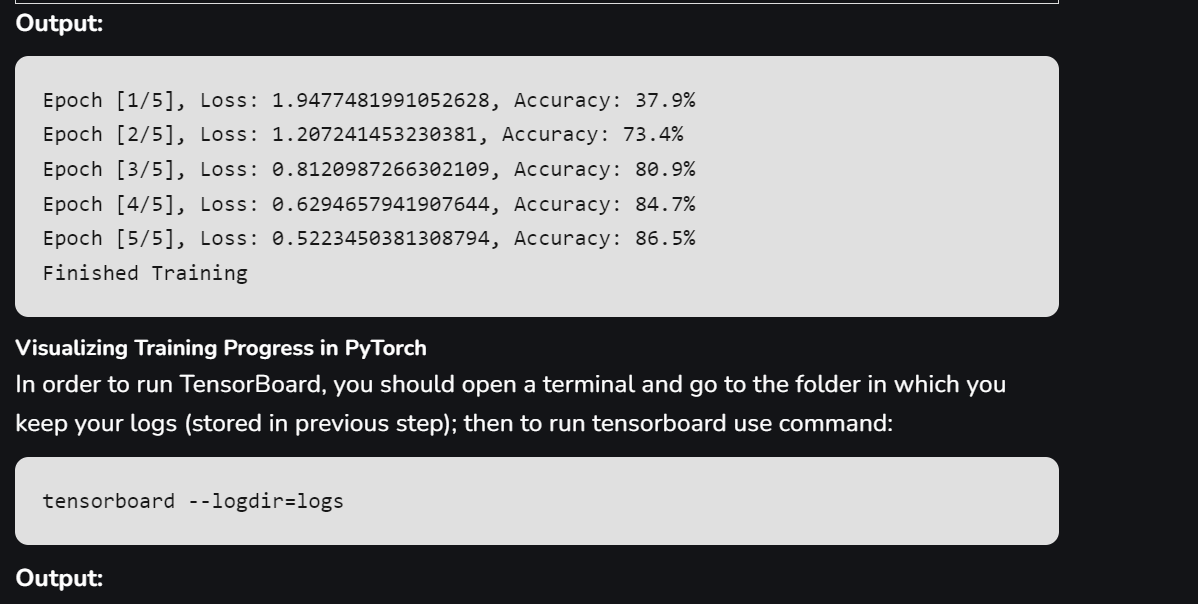 Output:
Epoch [1/5], Loss: 1.9477481991052628, Accuracy: 37.9%
Epoch [2/5], Loss: 1.207241453230381, Accuracy: 73.4%
Epoch [3/5], Loss: 0.8120987266302109, Accuracy: 80.9%
Epoch [4/5], Loss: 0.6294657941907644, Accuracy: 84.7%
Epoch [5/5], Loss: 0.5223450381308794, Accuracy: 86.5%
Finished Training
Visualizing Training Progress in PyTorch
In order to run TensorBoard, you should open a terminal and go to the folder in which you
keep your logs (stored in previous step); then to run tensorboard use command:
tensorboard --logdir=logs
Output: